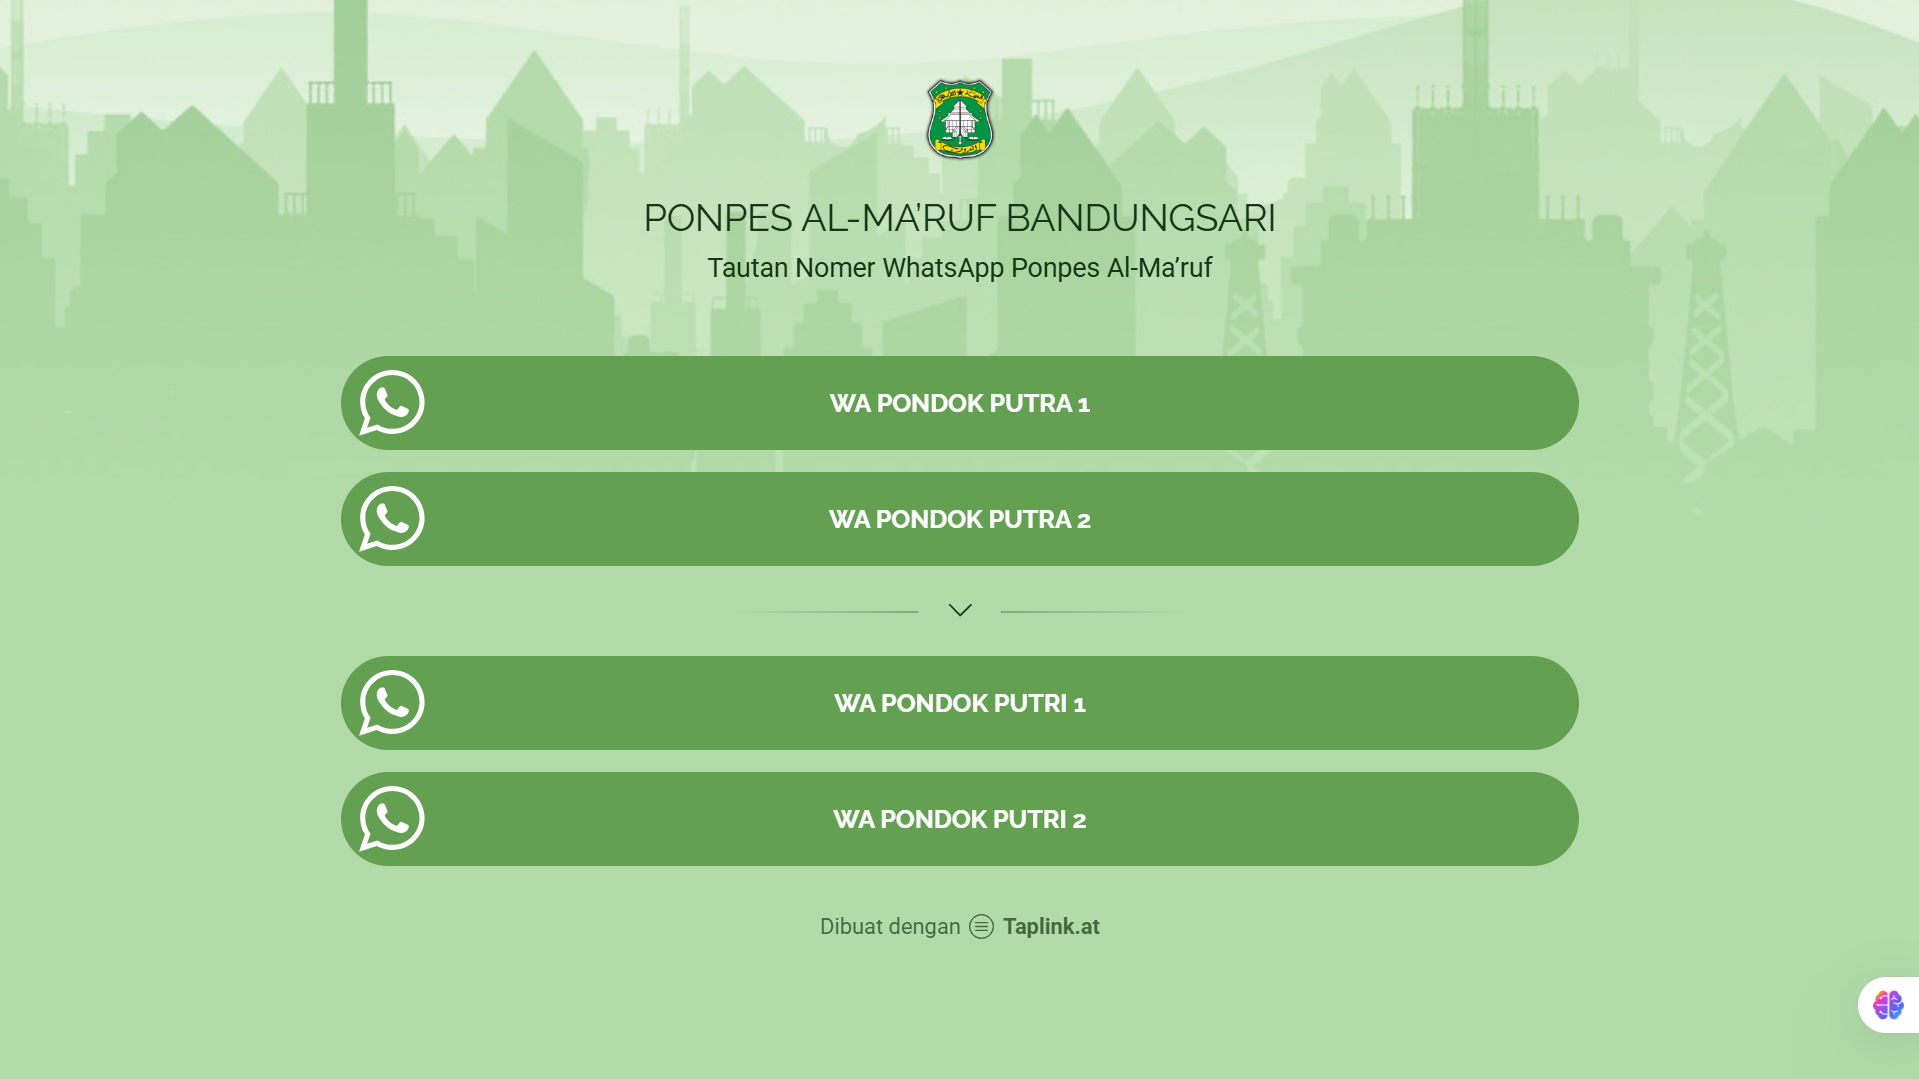 PONPES AL-MA’RUF BANDUNGSARI
Tautan Nomer WhatsApp Ponpes Al-Ma’ruf
WA PONDOK PUTRA 1
WA PONDOK PUTRA 2
WA PONDOK PUTRI 1
WA PONDOK PUTRI 2
Dibuat dengan Taplink.at